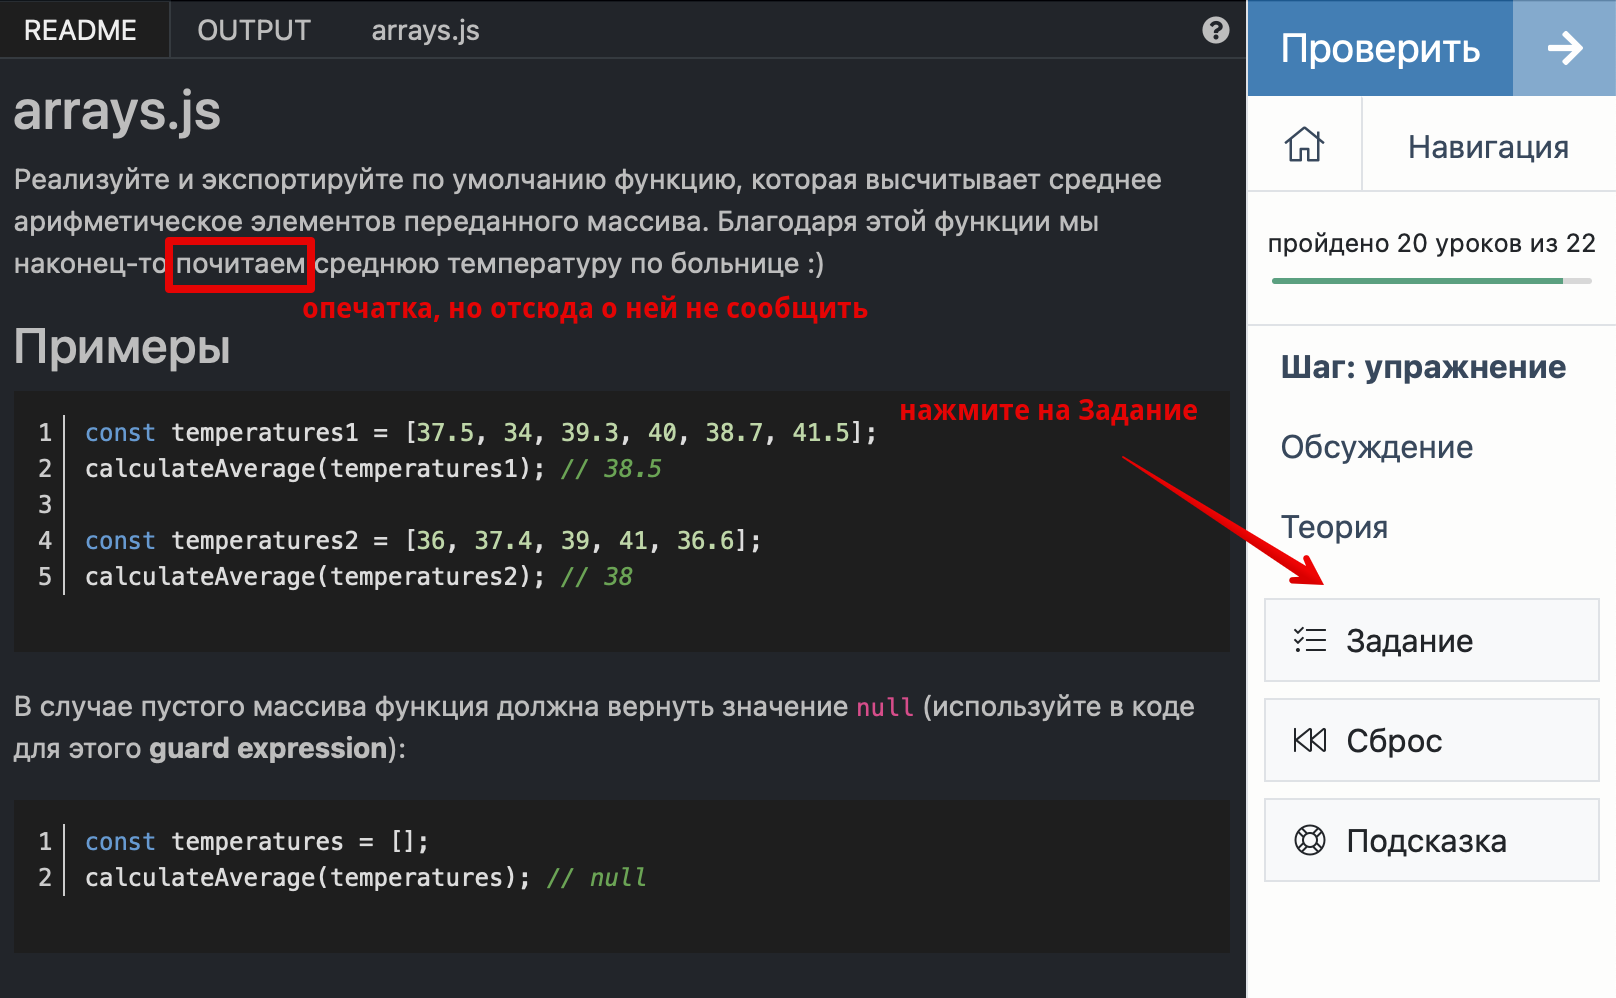 README OUTPUT arrays.js
arrays.js
Реализуйте и экспортируйте по умолчанию функцию, которая высчитывает среднее
арифметическое элементов переданного массива. Благодаря этой функции мы
наконец-то почитаем среднюю температуру по больнице :)
опечатка, но отсюда о ней не сообщить
Примеры
нажмите на Задание
1 const temperatures1 = [37.5, 34, 39.3, 40, 38.7, 41.5];
2 calculateAverage(temperatures1); // 38.5
3
4 const temperatures2 = [36, 37.4, 39, 41, 36.6];
5 calculateAverage(temperatures2); // 38
В случае пустого массива функция должна вернуть значение null (используйте в коде
для этого guard expression):
1 const temperatures = [];
2 calculateAverage(temperatures); // null
Проверить
Навигация
пройдено 20 уроков из 22
Шаг: упражнение
Обсуждение
Теория
Задание
Сброс
Подсказка